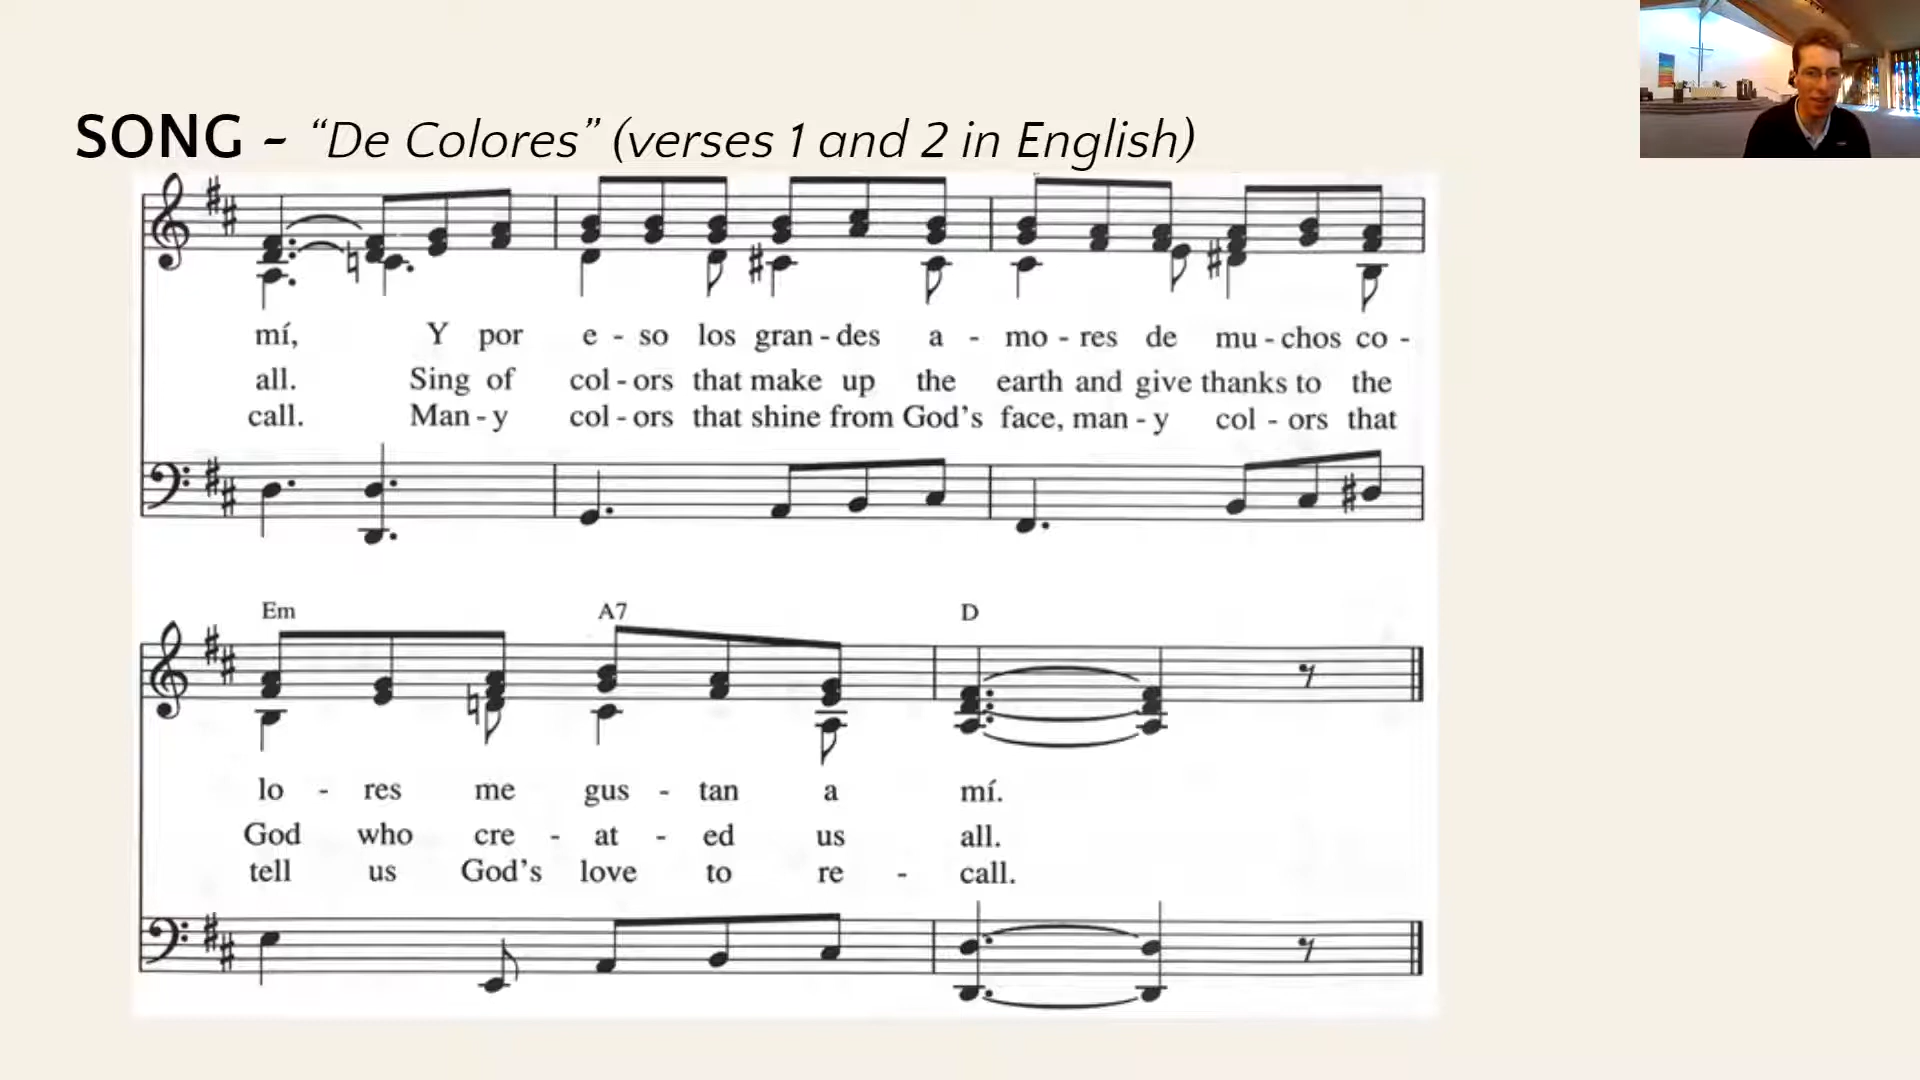 SONG - “De Colores” (verses 1 and 2 in English)
mí, Y por e - so los gran - des a - mo - res de mu - chos co -
all. Sing of col - ors that make up the earth and give thanks to the
call. Man - y col - ors that shine from God's face, man - y col - ors that
Em A7 D
lo - res me gus - tan a mí.
God who cre - at - ed us all.
tell us God's love to re - call.